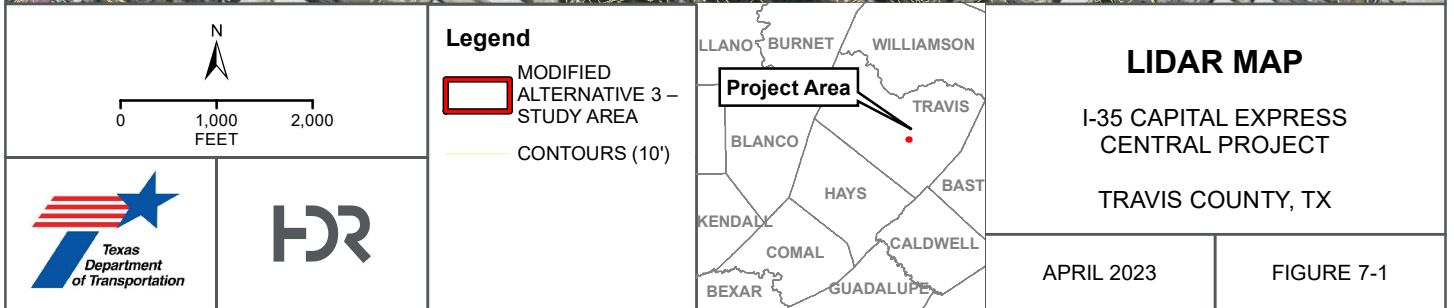 N
0 1,000 2,000
FEET
Texas
Department
of Transportation
HDR
Legend
MODIFIED
ALTERNATIVE 3 –
STUDY AREA
CONTOURS (10')
LLANO
BURNET
WILLIAMSON
Project Area
TRAVIS
BLANCO
HAYS
BAST
KENDALL
COMAL
CALDWELL
BEXAR
GUADALUPE
LIDAR MAP
I-35 CAPITAL EXPRESS
CENTRAL PROJECT
TRAVIS COUNTY, TX
APRIL 2023
FIGURE 7-1